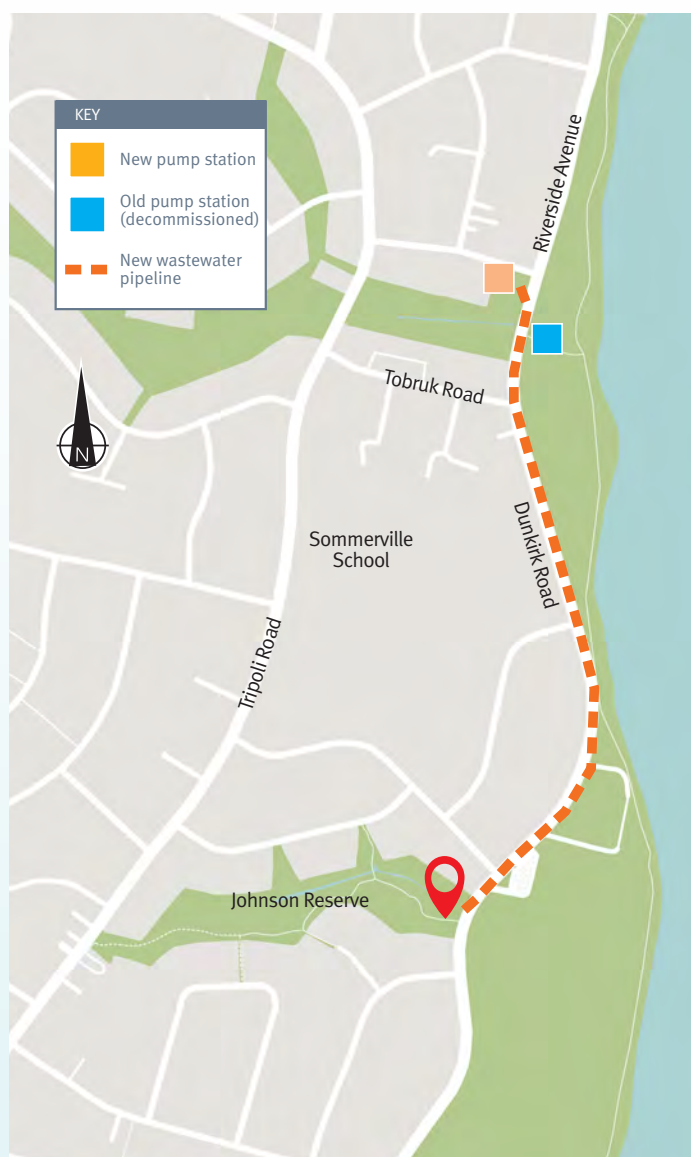 KEY
New pump station
Old pump station
(decommissioned)
New wastewater
pipeline
Riverside Avenue
Tobruk Road
N
Dunkirk Road
Sommerville
School
Tripoli Road
Johnson Reserve